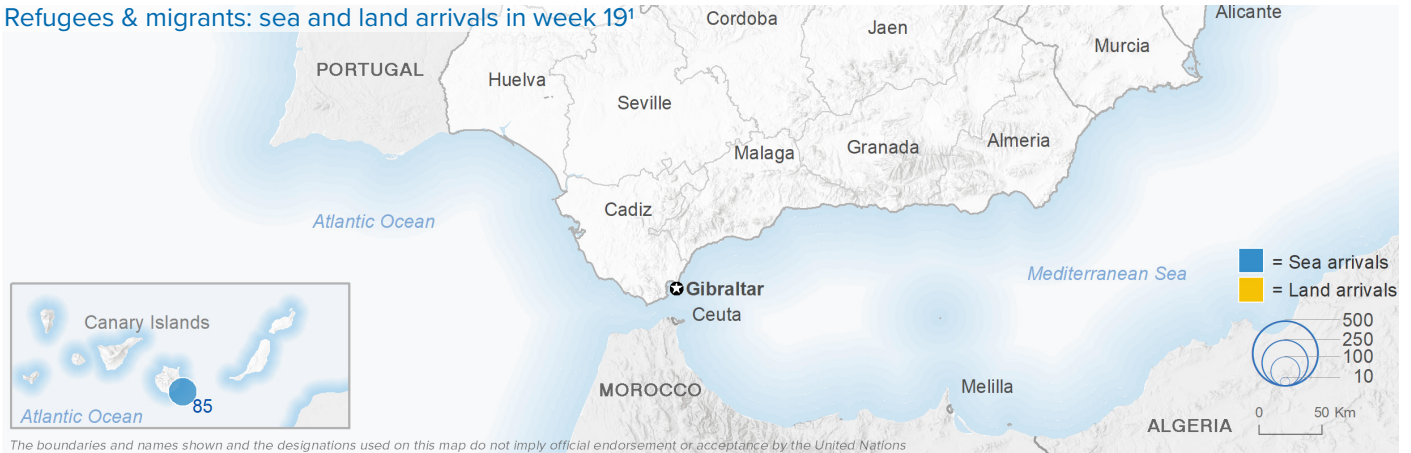 Refugees & migrants: sea and land arrivals in week 19¹
Cordoba
Alicante
Jaen
Murcia
PORTUGAL
Huelva
Seville
Almeria
Granada
Malaga
Cadiz
Atlantic Ocean
Mediterranean Sea
= Sea arrivals
= Land arrivals
Gibraltar
Ceuta
Canary Islands
500
250
100
10
MOROCCO
Melilla
85
Atlantic Ocean
0 50 Km
ALGERIA
The boundaries and names shown and the designations used on this map do not imply official endorsement or acceptance by the United Nations